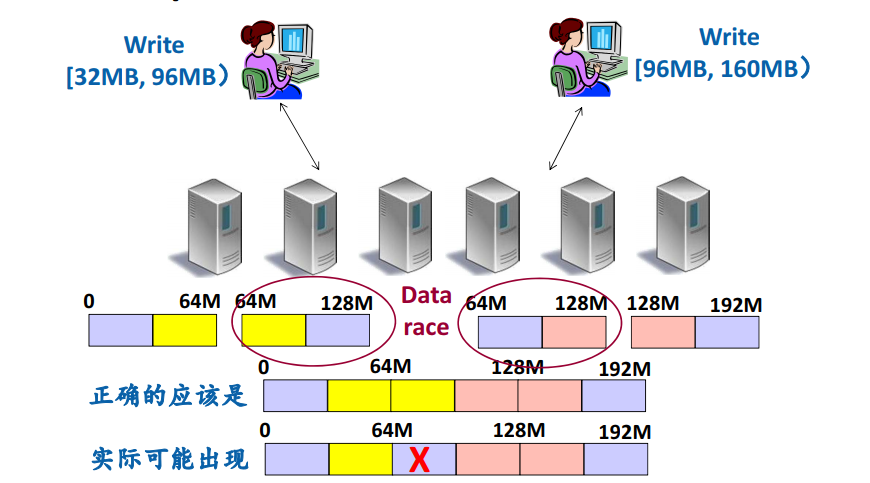 Write
[32MB, 96MB）
Write
[96MB, 160MB）
0 64M
64M 128M
Data
race
64M 128M
128M 192M
0 64M 128M 192M
正确的应该是
0 64M 128M 192M
实际可能出现
X